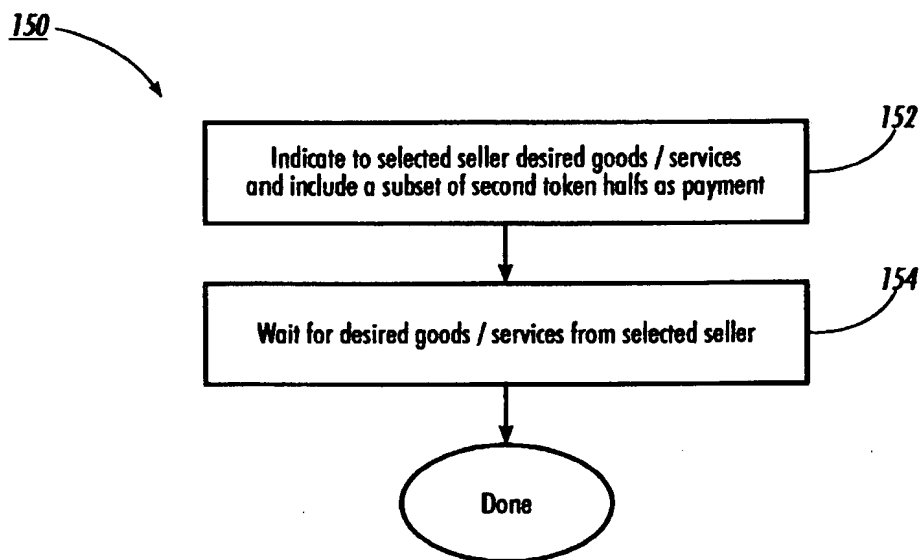 150
152
Indicate to selected seller desired goods / services
and include a subset of second token halfs as payment
154
Wait for desired goods / services from selected seller
Done